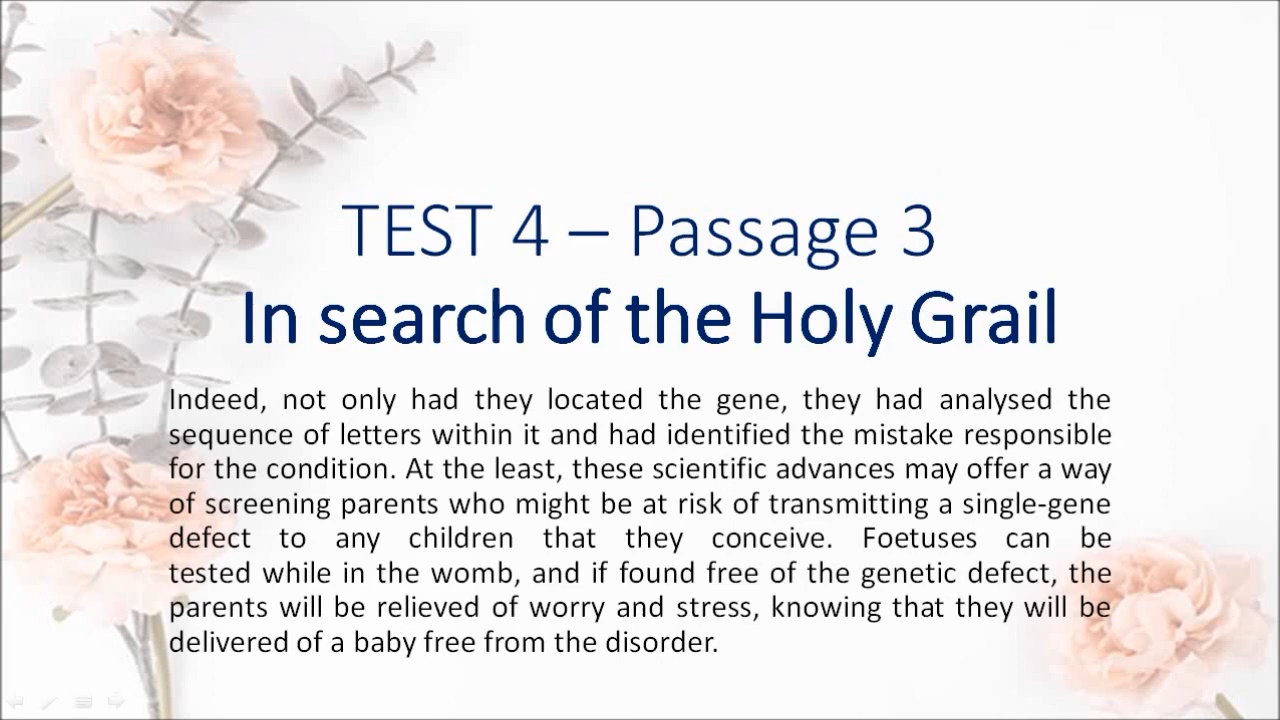 TEST 4 – Passage 3
In search of the Holy Grail
Indeed, not only had they located the gene, they had analysed the
sequence of letters within it and had identified the mistake responsible
for the condition. At the least, these scientific advances may offer a way
of screening parents who might be at risk of transmitting a single-gene
defect to any children that they conceive. Foetuses can be
tested while in the womb, and if found free of the genetic defect, the
parents will be relieved of worry and stress, knowing that they will be
delivered of a baby free from the disorder.